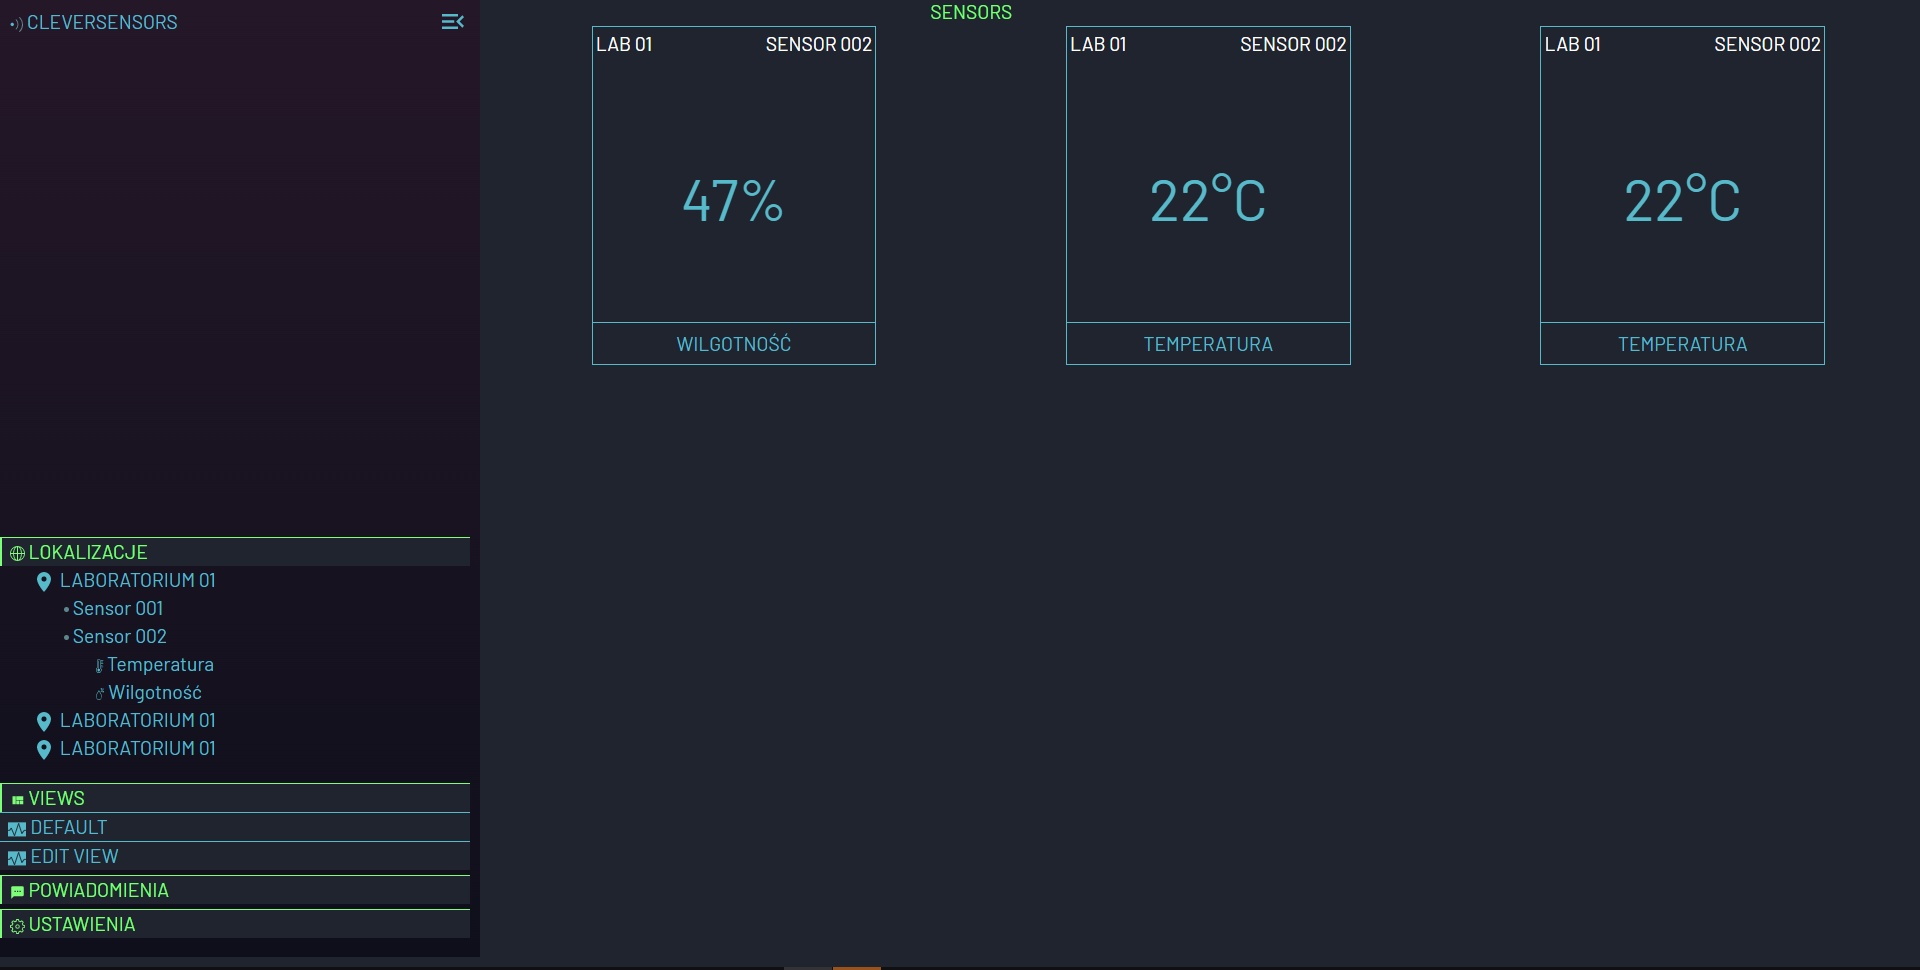 CLEVERSENSORS
LOKALIZACJE
LABORATORIUM 01
Sensor 001
Sensor 002
Temperatura
Wilgotność
LABORATORIUM 01
LABORATORIUM 01
VIEWS
DEFAULT
EDIT VIEW
POWIADOMIENIA
USTAWIENIA
SENSORS
LAB 01 SENSOR 002
47%
WILGOTNOŚĆ
LAB 01 SENSOR 002
22°C
TEMPERATURA
LAB 01 SENSOR 002
22°C
TEMPERATURA